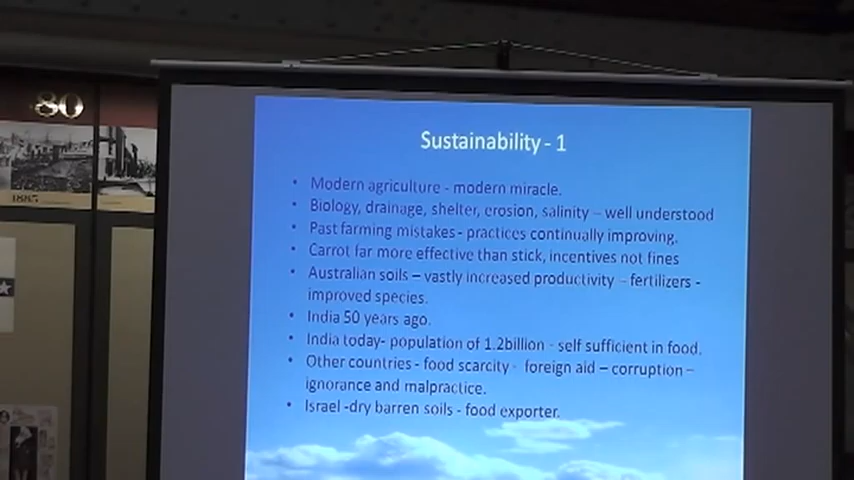 80
1885
Sustainability - 1
• Modern agriculture - modern miracle.
• Biology, drainage, shelter, erosion, salinity – well understood
• Past farming mistakes - practices continually improving.
• Carrot far more effective than stick, incentives not fines
• Australian soils – vastly increased productivity – fertilizers -
improved species.
• India 50 years ago.
• India today- population of 1.2billion - self sufficient in food.
• Other countries - food scarcity - foreign aid – corruption –
ignorance and malpractice.
• Israel -dry barren soils - food exporter.